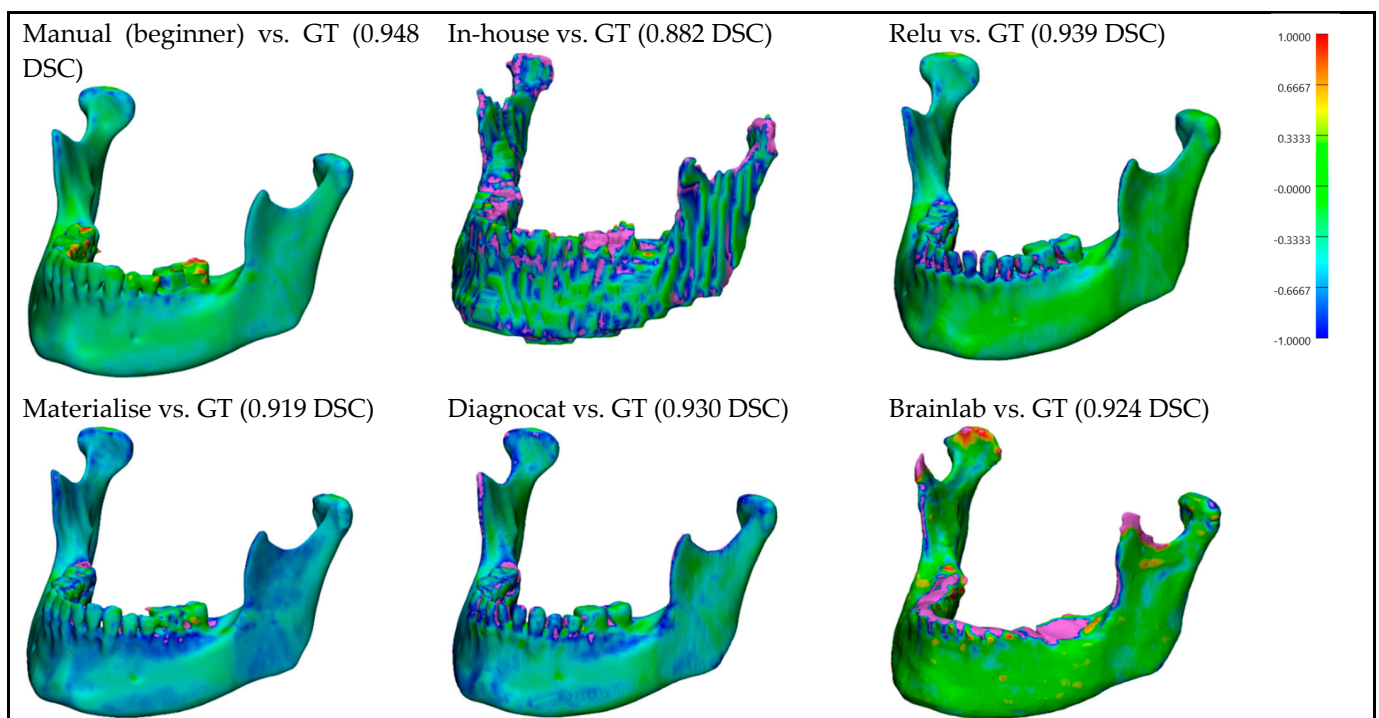 Manual (beginner) vs. GT (0.948
DSC)
In-house vs. GT (0.882 DSC)
Relu vs. GT (0.939 DSC)
1.0000
0.6667
0.3333
-0.0000
-0.3333
-0.6667
-1.0000
Materialise vs. GT (0.919 DSC)
Diagnocat vs. GT (0.930 DSC)
Brainlab vs. GT (0.924 DSC)